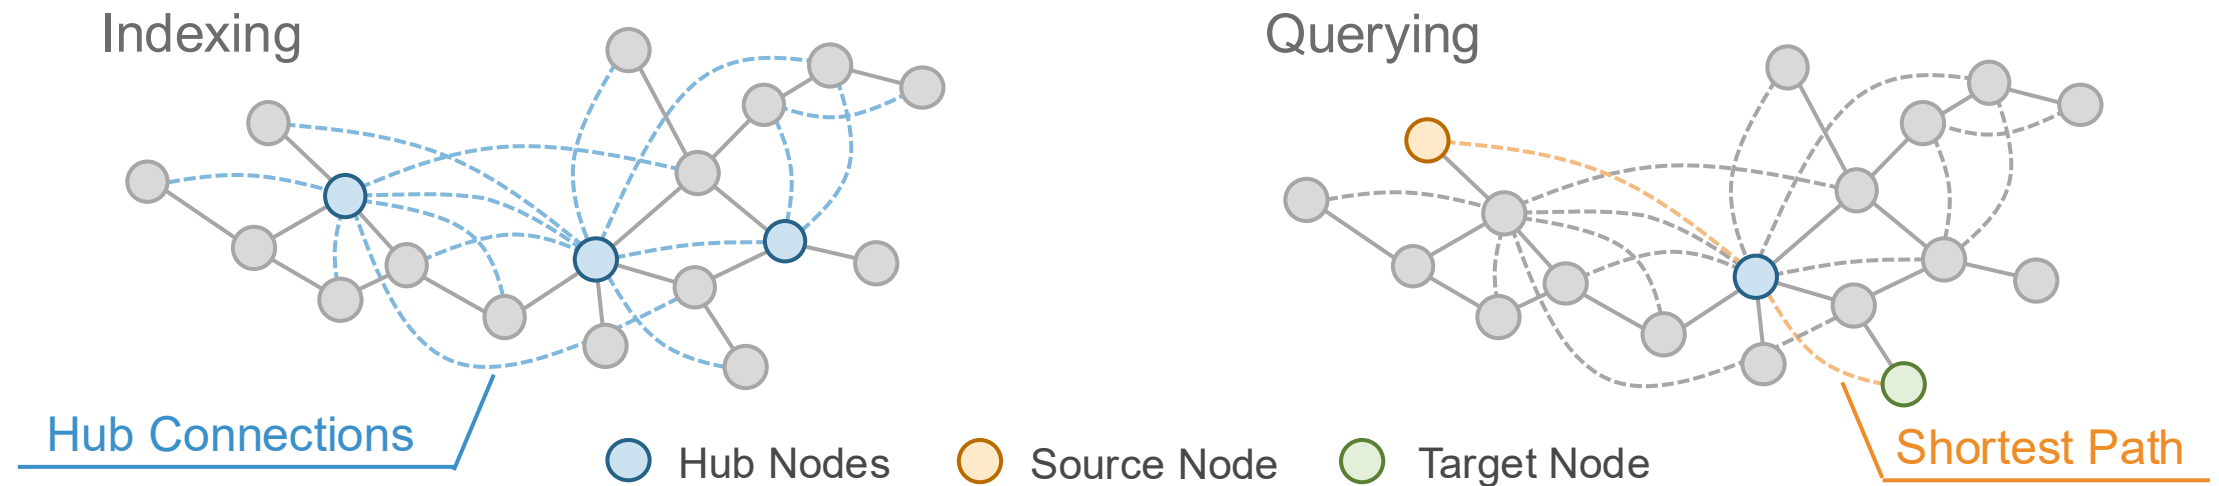 Indexing
Querying
Hub Connections
Hub Nodes
Source Node
Target Node
Shortest Path